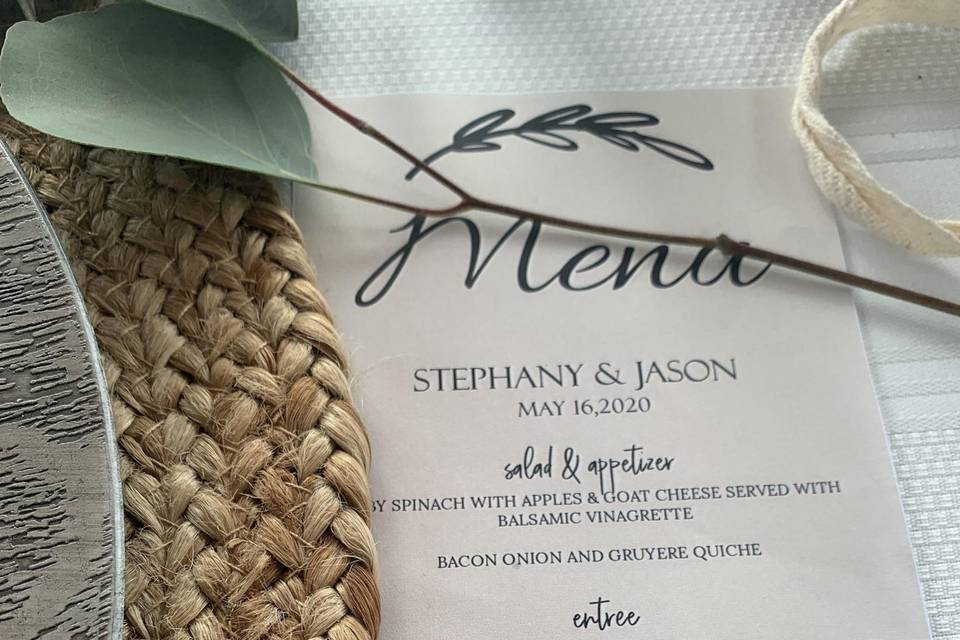 Menu
STEPHANY & JASON
MAY 16,2020
salad & appetizer
BY SPINACH WITH APPLES & GOAT CHEESE SERVED WITH
BALSAMIC VINAGRETTE
BACON ONION AND GRUYERE QUICHE
entree